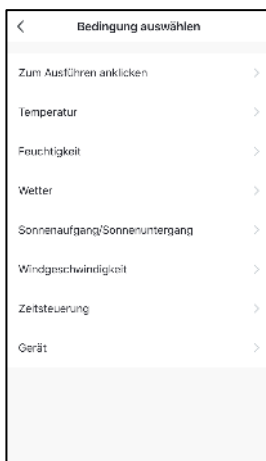 Bedingung auswählen
Zum Ausführen anklicken
Temperatur
Feuchtigkeit
Wetter
Sonnenaufgang/Sonnenuntergang
Windgeschwindigkeit
Zeitsteuerung
Gerät